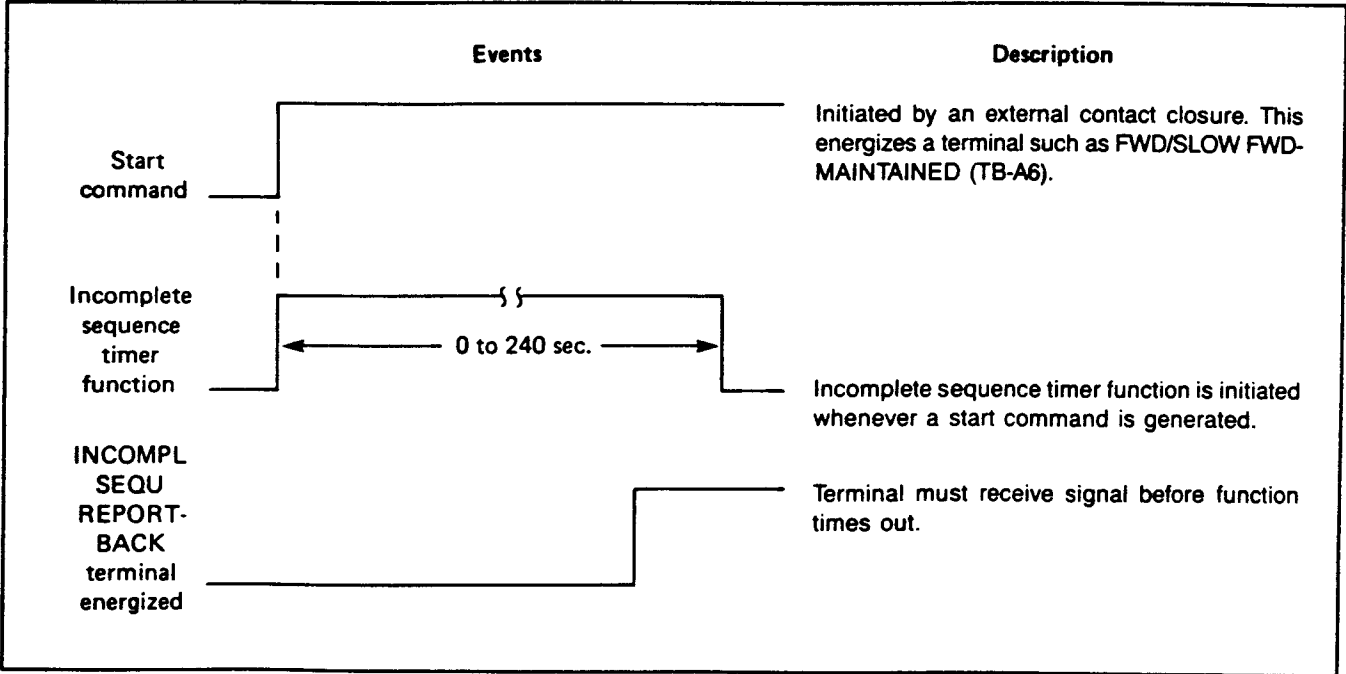 Events
Description
Start
command
Initiated by an external contact closure. This
energizes a terminal such as FWD/SLOW FWD-
MAINTAINED (TB-A6).
Incomplete
sequence
timer
function
0 to 240 sec.
Incomplete sequence timer function is initiated
whenever a start command is generated.
INCOMPL
SEQU
REPORT-
BACK
terminal
energized
Terminal must receive signal before function
times out.